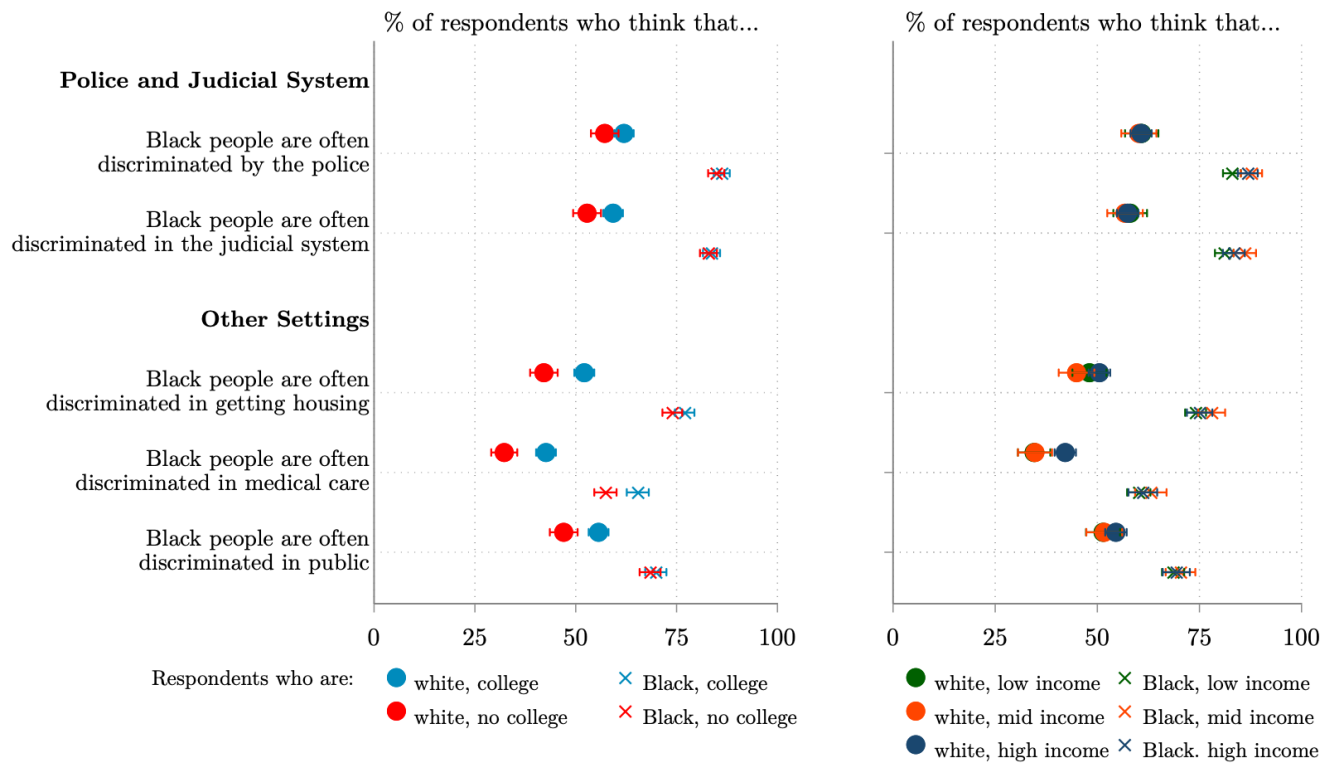 % of respondents who think that...
% of respondents who think that...
Police and Judicial System
Black people are often
discriminated by the police
Black people are often
discriminated in the judicial system
Other Settings
Black people are often
discriminated in getting housing
Black people are often
discriminated in medical care
Black people are often
discriminated in public
0 25 50 75 100
0 25 50 75 100
Respondents who are:
white, college
Black, college
white, no college
Black, no college
white, low income
Black, low income
white, mid income
Black, mid income
white, high income
Black. high income